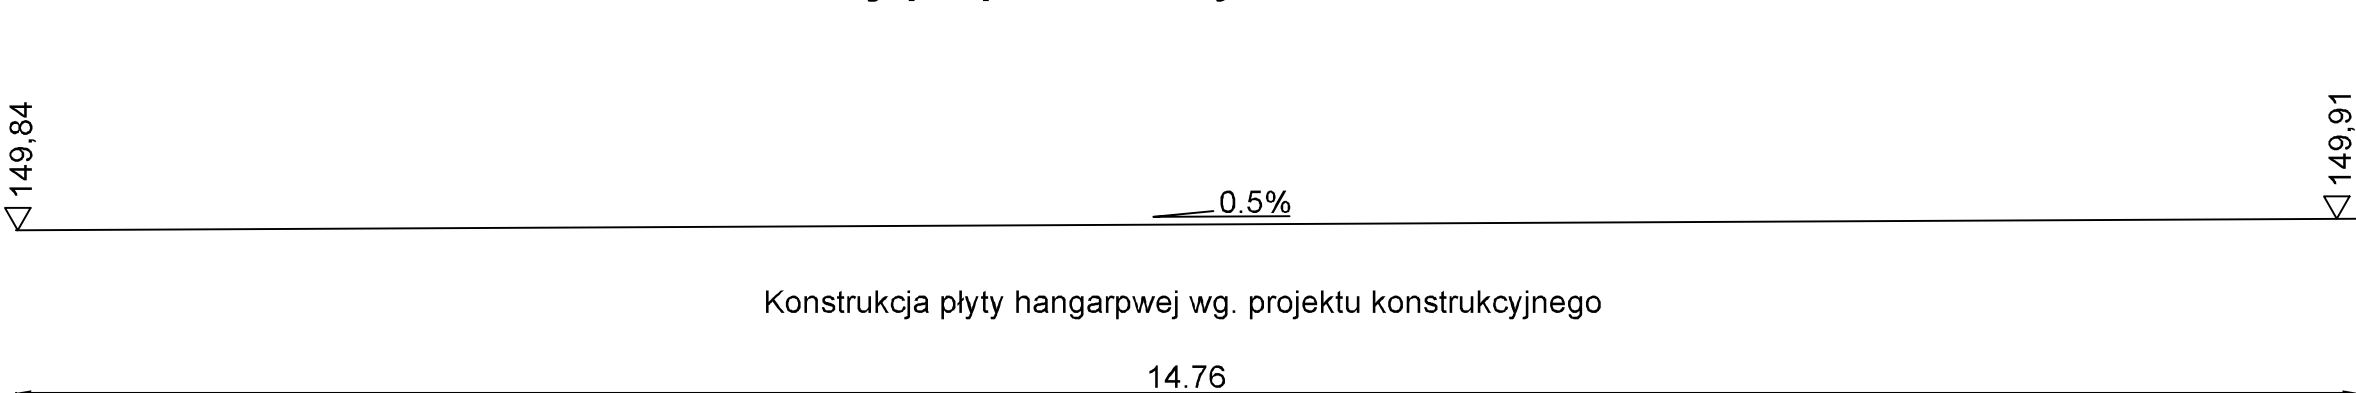 149,84
149,91
0.5%
Konstrukcja płyty hangarpwej wg. projektu konstrukcyjnego
14.76